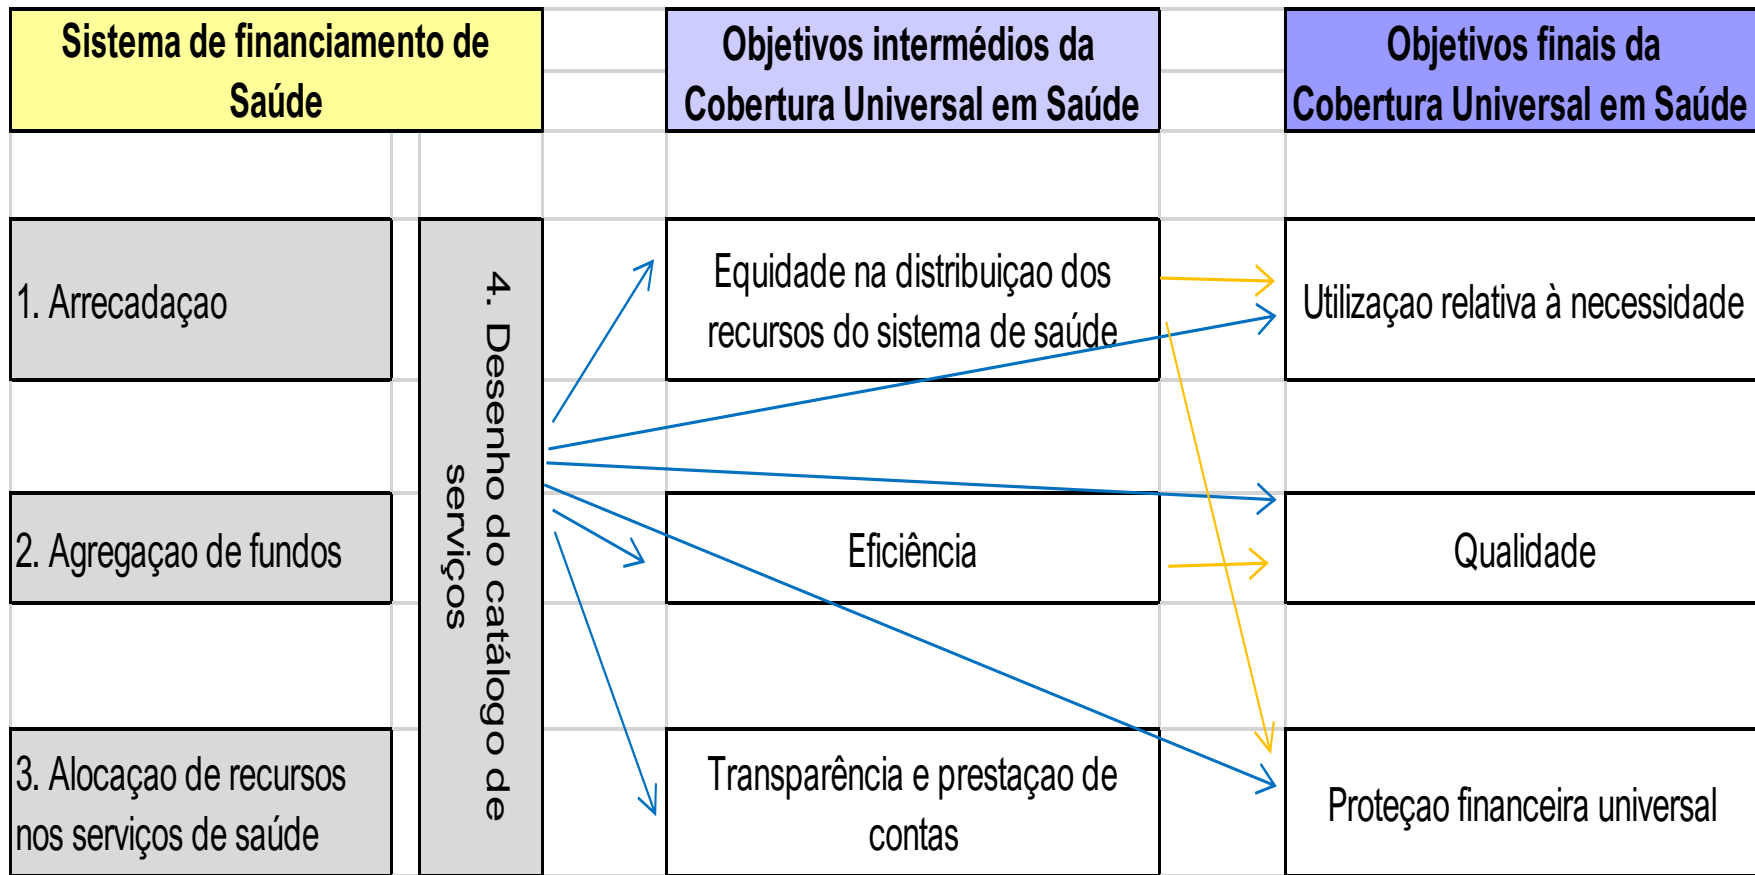 Sistema de financiamento de
Saúde
Objetivos intermédios da
Cobertura Universal em Saúde
Objetivos finais da
Cobertura Universal em Saúde
1. Arrecadaçao
4. Desenho do catálogo de
serviços
Equidade na distribuiçao dos
recursos do sistema de saúde
Utilizaçao relativa à necessidade
2. Agregaçao de fundos
Eficiência
Qualidade
3. Alocaçao de recursos
nos serviços de saúde
Transparência e prestaçao de
contas
Proteçao financeira universal